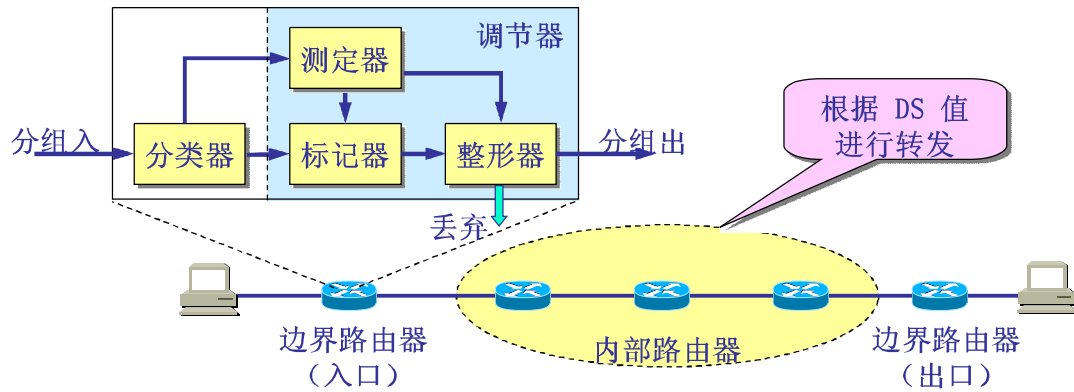 调节器
测定器
分组入
分类器
标记器
整形器
分组出
丢弃
根据 DS 值
进行转发
边界路由器
（入口）
内部路由器
边界路由器
（出口）